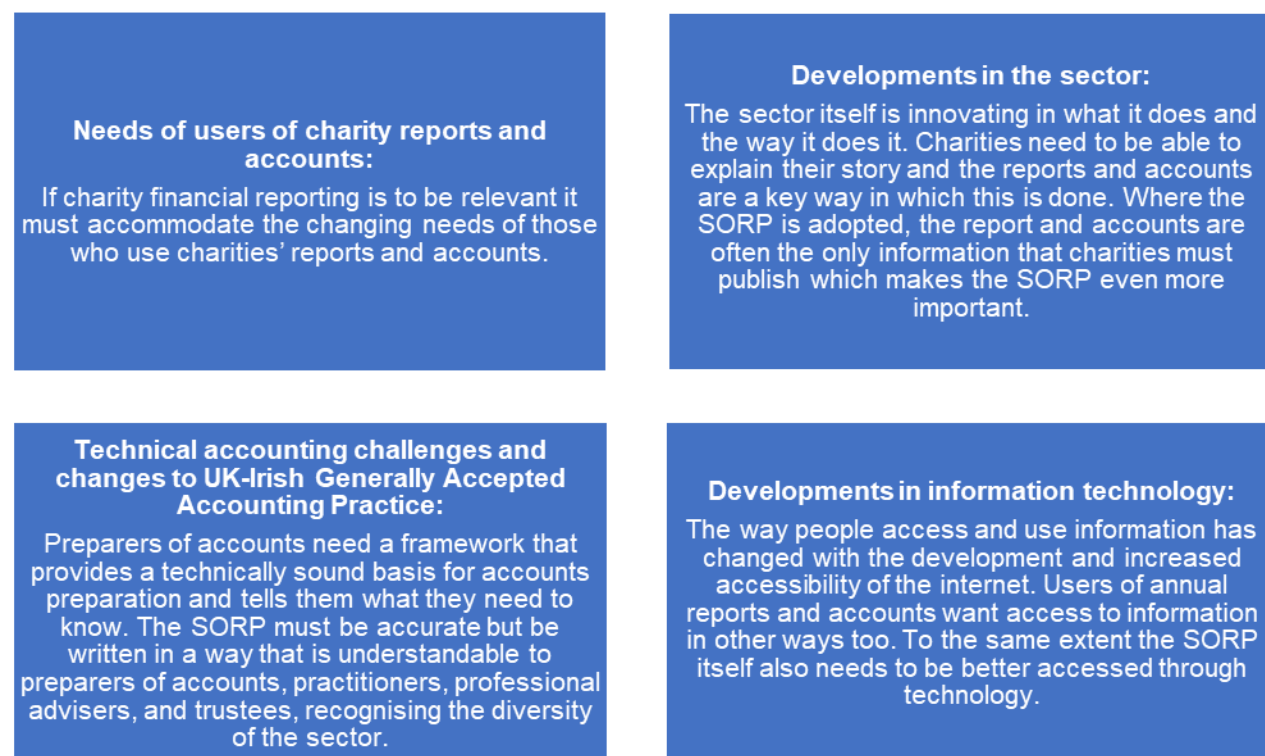 Needs of users of charity reports and
accounts:
If charity financial reporting is to be relevant it
must accommodate the changing needs of those
who use charities’ reports and accounts.
Developments in the sector:
The sector itself is innovating in what it does and
the way it does it. Charities need to be able to
explain their story and the reports and accounts
are a key way in which this is done. Where the
SORP is adopted, the report and accounts are
often the only information that charities must
publish which makes the SORP even more
important.
Technical accounting challenges and
changes to UK-Irish Generally Accepted
Accounting Practice:
Preparers of accounts need a framework that
provides a technically sound basis for accounts
preparation and tells them what they need to
know. The SORP must be accurate but be
written in a way that is understandable to
preparers of accounts, practitioners, professional
advisers, and trustees, recognising the diversity
of the sector.
Developments in information technology:
The way people access and use information has
changed with the development and increased
accessibility of the internet. Users of annual
reports and accounts want access to information
in other ways too. To the same extent the SORP
itself also needs to be better accessed through
technology.